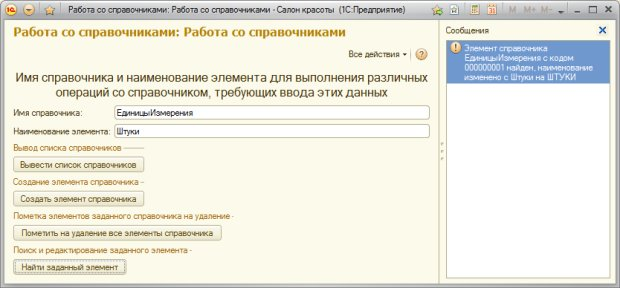 Работа со справочниками: Работа со справочниками - Салон красоты (1С:Предприятие)
M M+ M-
Работа со справочниками: Работа со справочниками
Все действия
Имя справочника и наименование элемента для выполнения различных
операций со справочником, требующих ввода этих данных
Имя справочника: ЕдиницыИзмерения
Наименование элемента: Штуки
Вывод списка справочников
Вывести список справочников
Создание элемента справочника
Создать элемент справочника
Пометка элементов заданного справочника на удаление
Пометить на удаление все элементы справочника
Поиск и редактирование заданного элемента
Найти заданный элемент
Сообщения
Элемент справочника
ЕдиницыИзмерения с кодом
000000001 найден, наименование
изменено с Штуки на ШТУКИ